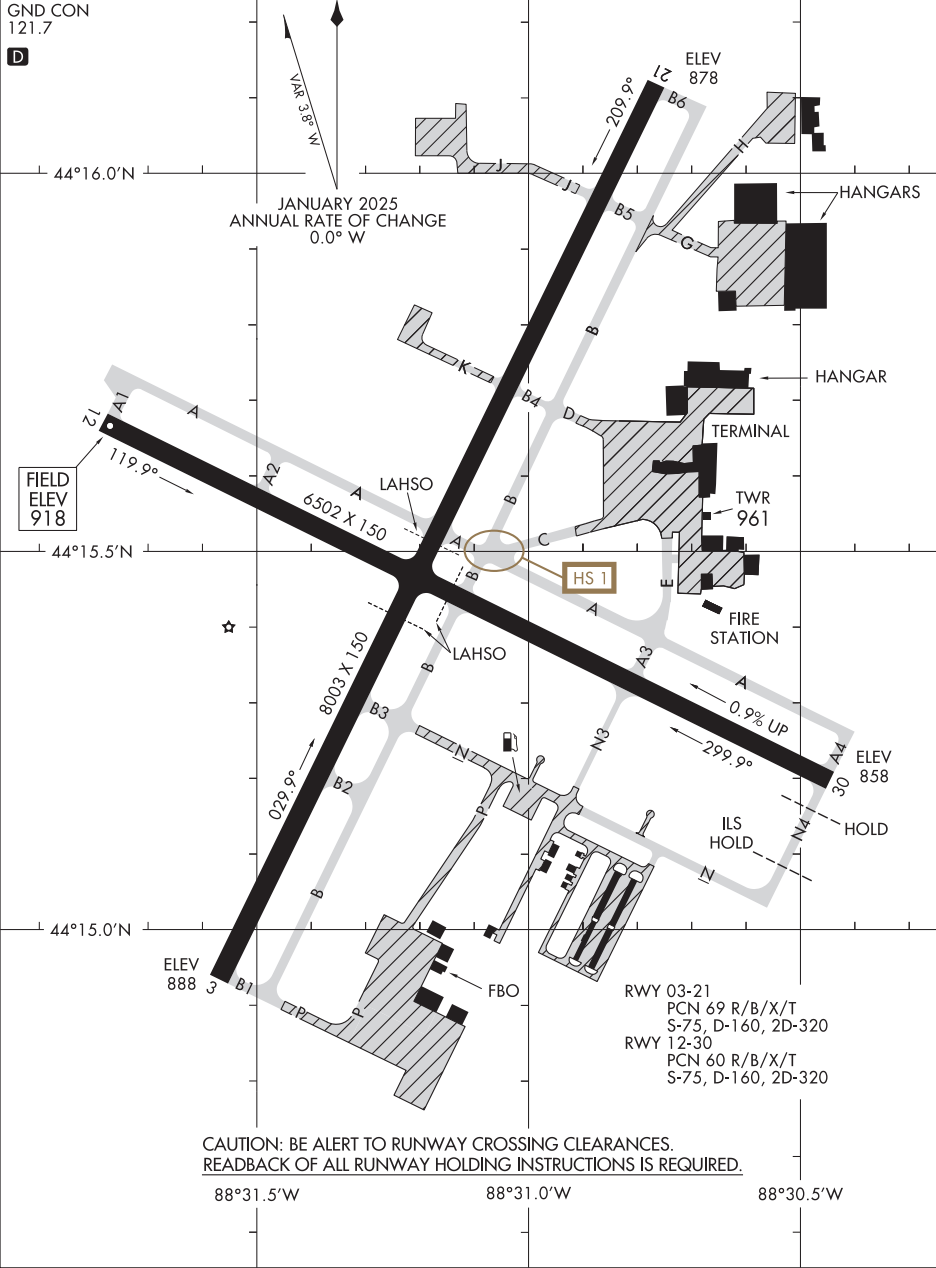 GND CON
121.7
D
VAR 3.8° W
JANUARY 2025
ANNUAL RATE OF CHANGE
0.0° W
21
ELEV
878
B6
209.9°
H
J
J
B5
G
HANGARS
44°16.0'N
B
K
B4
D
HANGAR
TERMINAL
A1
A
12
119.9°
FIELD
ELEV
918
A2
A
6502 X 150
LAHSO
B
TWR
961
44°15.5'N
A
C
B
HS 1
E
A
FIRE
STATION
LAHSO
8003 X 150
B
A3
A
0.9% UP
299.9°
A4
ELEV
858
30
B3
N
N3
029.9°
B2
P
ILS
HOLD
HOLD
N4
N
B
44°15.0'N
ELEV
888
3
B1
P
P
FBO
RWY 03-21
PCN 69 R/B/X/T
S-75, D-160, 2D-320
RWY 12-30
PCN 60 R/B/X/T
S-75, D-160, 2D-320
CAUTION: BE ALERT TO RUNWAY CROSSING CLEARANCES.
READBACK OF ALL RUNWAY HOLDING INSTRUCTIONS IS REQUIRED.
88°31.5'W
88°31.0'W
88°30.5'W